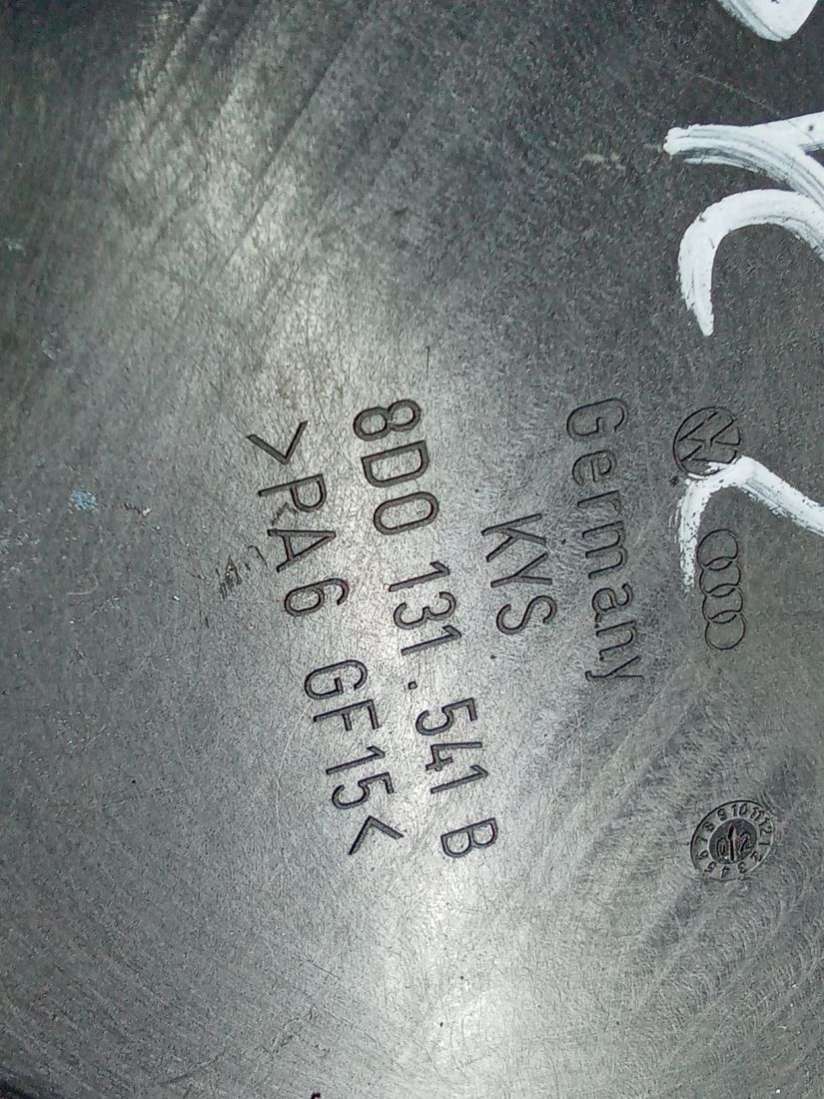 Germany
KYS
8D0 131.541 B
>PA6 GF15<